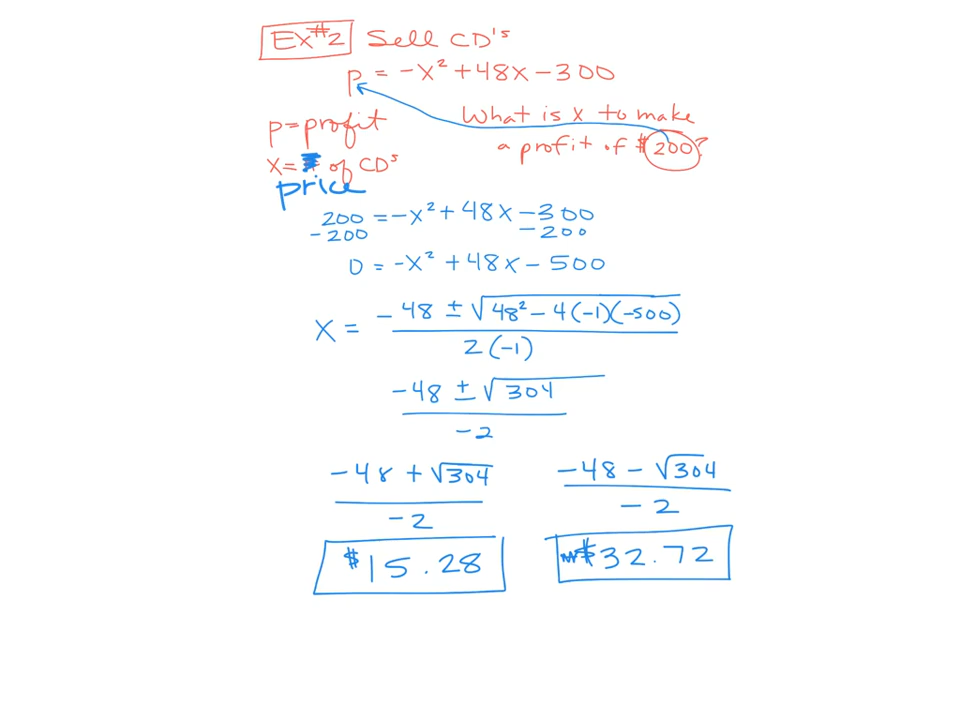 EX#2 Sell CD's
p = -x² + 48x - 300
What is x to make
a profit of $200?
p = profit
x = # of CDs
price
200 = -x² + 48x - 300
-200 -200
0 = -x² + 48x - 500
x = -48 ± √48² - 4(-1)(-500)
2(-1)
-48 ± √304
-2
-48 + √304 -48 - √304
-2 -2
$15.28 $32.72